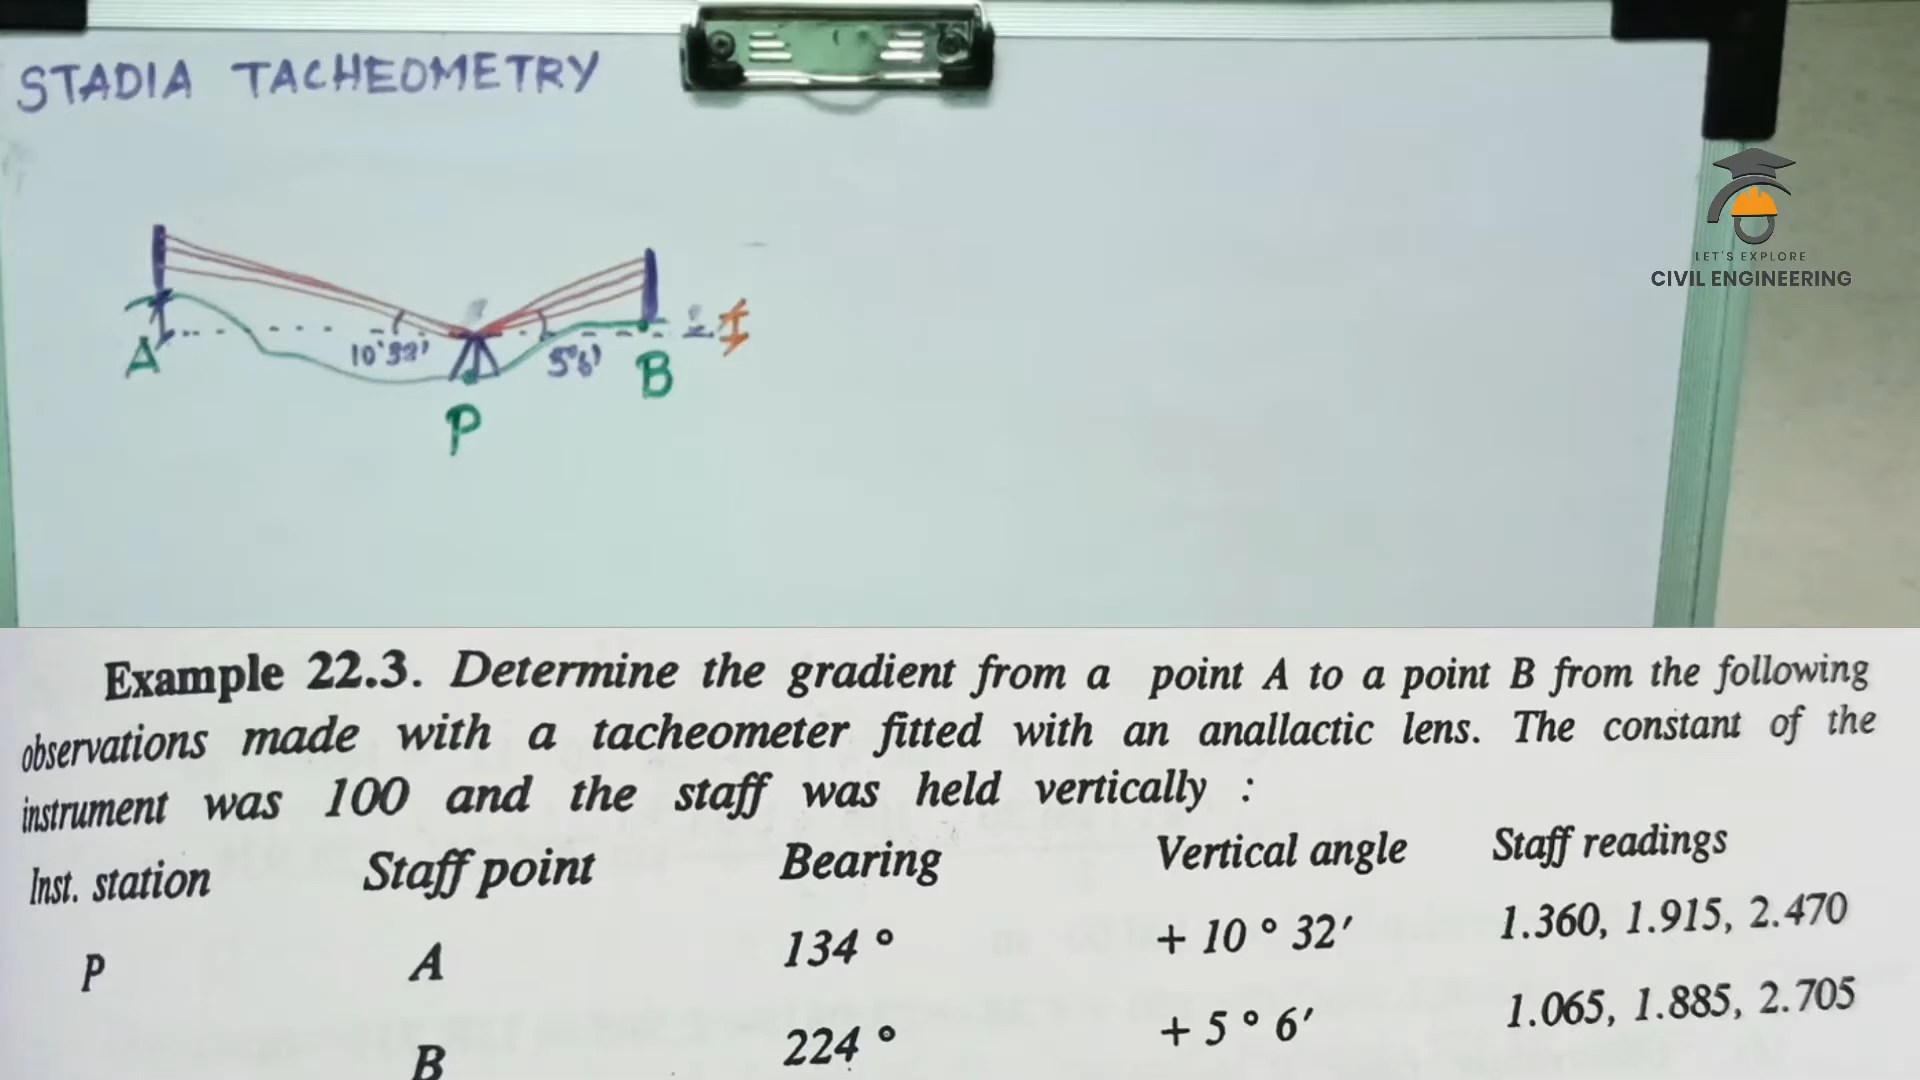 STADIA TACHEOMETRY
LET'S EXPLORE
CIVIL ENGINEERING
10°32'
5°6'
A
B
P
Example 22.3. Determine the gradient from a point A to a point B from the following
observations made with a tacheometer fitted with an anallactic lens. The constant of the
instrument was 100 and the staff was held vertically :
Inst. station Staff point Bearing Vertical angle Staff readings
P A 134° + 10° 32′ 1.360, 1.915, 2.470
B 224° + 5° 6′ 1.065, 1.885, 2.705